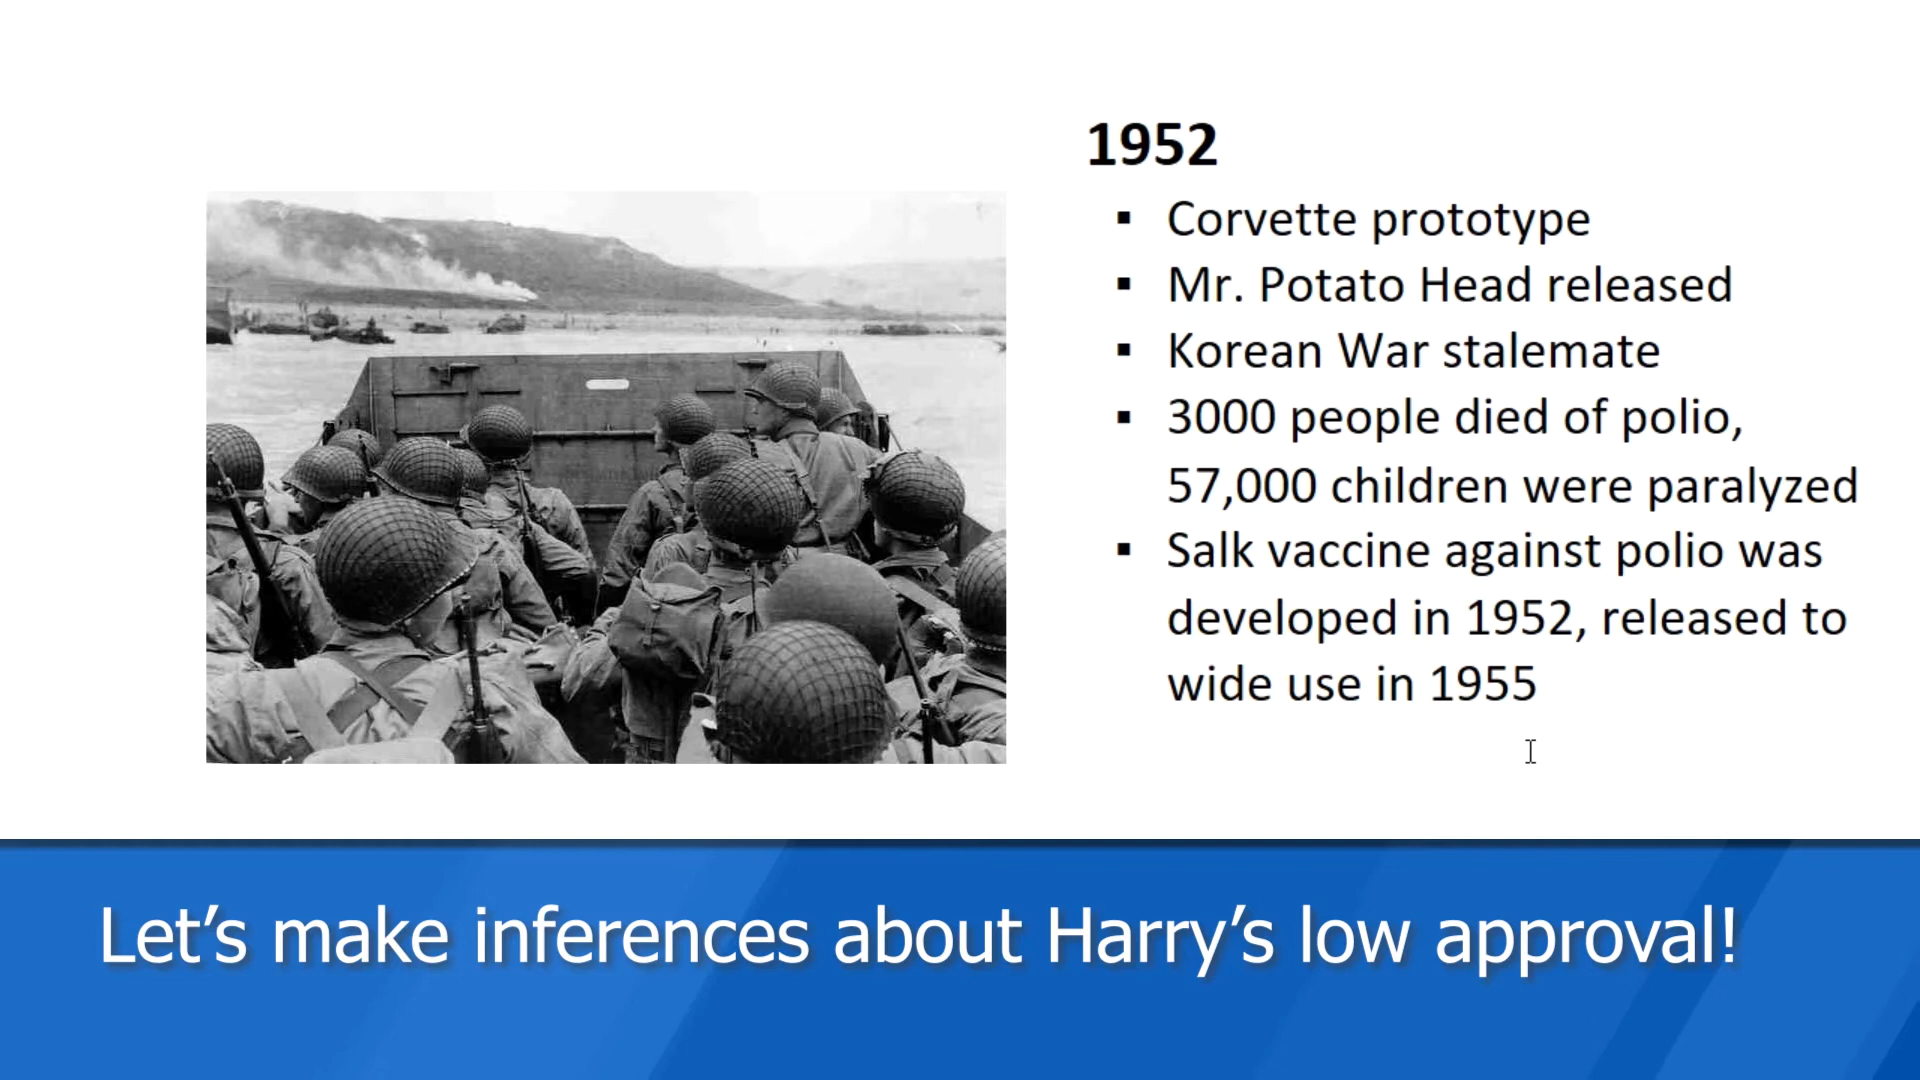 1952
▪ Corvette prototype
▪ Mr. Potato Head released
▪ Korean War stalemate
▪ 3000 people died of polio,
57,000 children were paralyzed
▪ Salk vaccine against polio was
developed in 1952, released to
wide use in 1955
Let’s make inferences about Harry’s low approval!